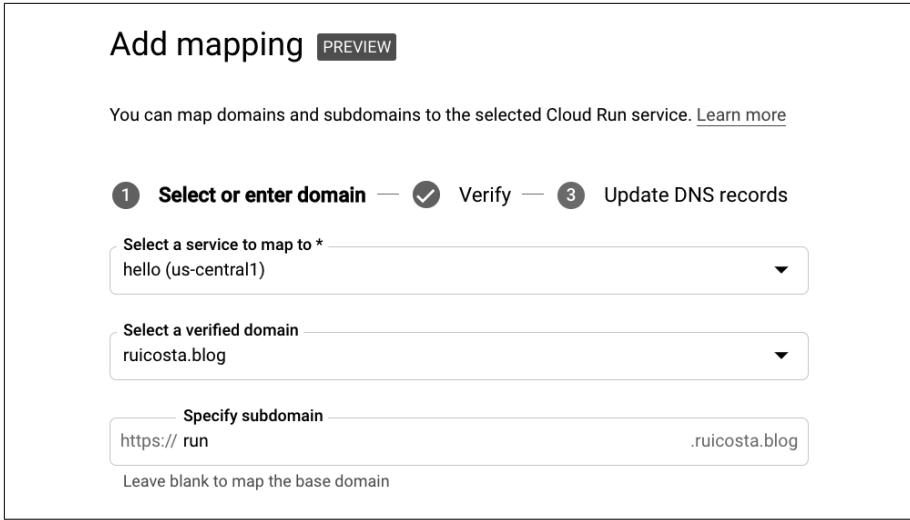 Add mapping PREVIEW
You can map domains and subdomains to the selected Cloud Run service. Learn more
1 Select or enter domain — Verify — 3 Update DNS records
Select a service to map to *
hello (us-central1)
Select a verified domain
ruicosta.blog
Specify subdomain
https:// run .ruicosta.blog
Leave blank to map the base domain